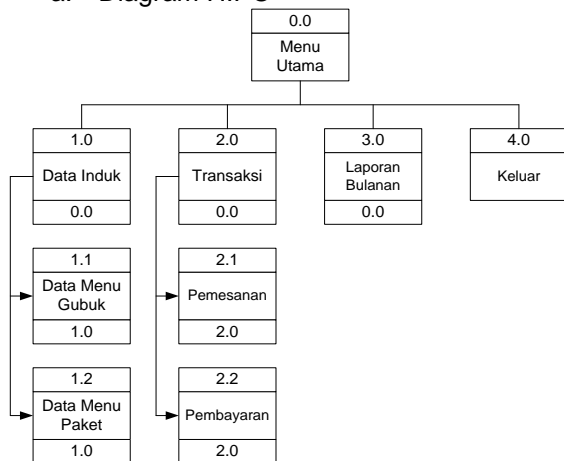 Diagram
0.0
Menu
Utama
1.0
Data Induk
0.0
2.0
Transaksi
0.0
3.0
Laporan
Bulanan
0.0
4.0
Keluar
1.1
Data Menu
Gubuk
1.0
2.1
Pemesanan
2.0
1.2
Data Menu
Paket
1.0
2.2
Pembayaran
2.0